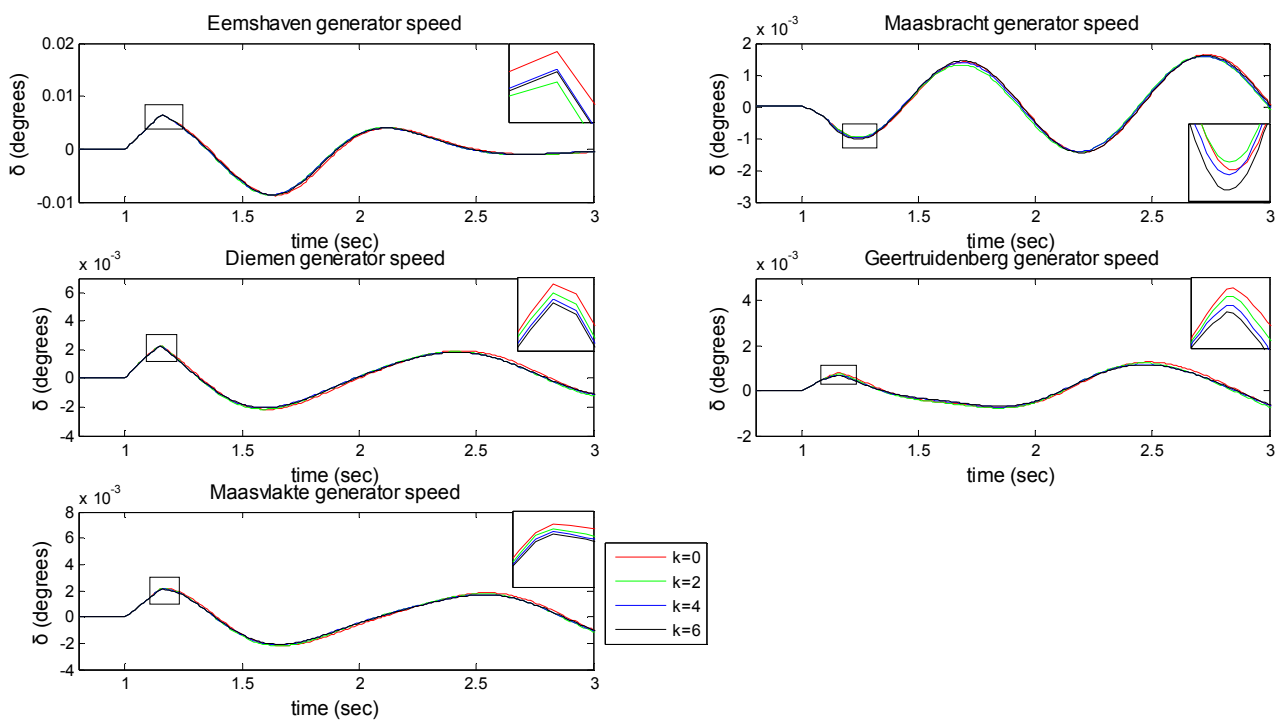 Eemshaven generator speed
0.02
0.01
0
-0.01
δ (degrees)
1
1.5
2
2.5
3
time (sec)
Maasbracht generator speed
x 10-3
2
1
0
-1
-2
-3
δ (degrees)
1
1.5
2
2.5
3
time (sec)
Diemen generator speed
x 10-3
6
4
2
0
-2
-4
δ (degrees)
1
1.5
2
2.5
3
time (sec)
Geertruidenberg generator speed
x 10-3
4
2
0
-2
δ (degrees)
1
1.5
2
2.5
3
time (sec)
Maasvlakte generator speed
x 10-3
8
6
4
2
0
-2
-4
δ (degrees)
1
1.5
2
2.5
3
time (sec)
k=0
k=2
k=4
k=6